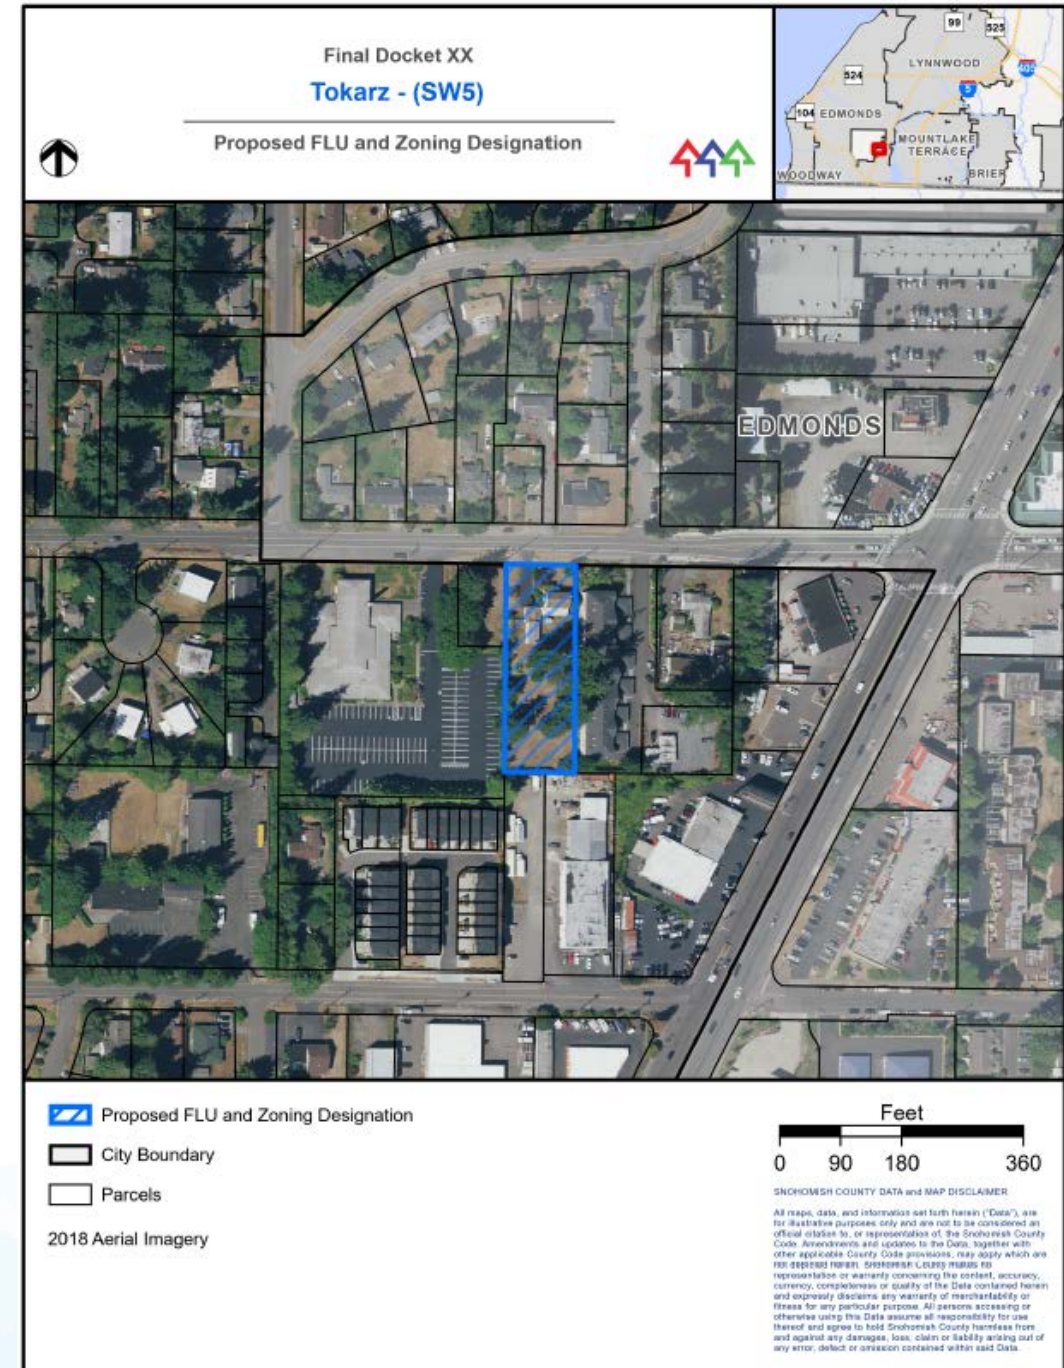 Final Docket XX
Tokarz - (SW5)
Proposed FLU and Zoning Designation
99
525
LYNNWOOD
524
405
5
104
EDMONDS
MOUNTLAKE
TERRACE
WOODWAY
BRIER
EDMONDS
Proposed FLU and Zoning Designation
City Boundary
Parcels
2018 Aerial Imagery
Feet
0 90 180 360
SNOHOMISH COUNTY DATA and MAP DISCLAIMER
All maps, data, and information set forth herein ("Data"), are
for illustrative purposes only and are not to be considered an
official citation to, or representation of, the Snohomish County
Code. Amendments and updates to the Data, together with
other applicable County Code provisions, may apply which are
not depicted herein. Snohomish County makes no
representation or warranty concerning the content, accuracy,
currency, completeness or quality of the Data contained herein
and expressly disclaims any warranty of merchantability or
fitness for any particular purpose. All persons accessing or
otherwise using this Data assume all responsibility for use
thereof and agree to hold Snohomish County harmless from
and against any damages, loss, claim or liability arising out of
any error, defect or omission contained within said Data.